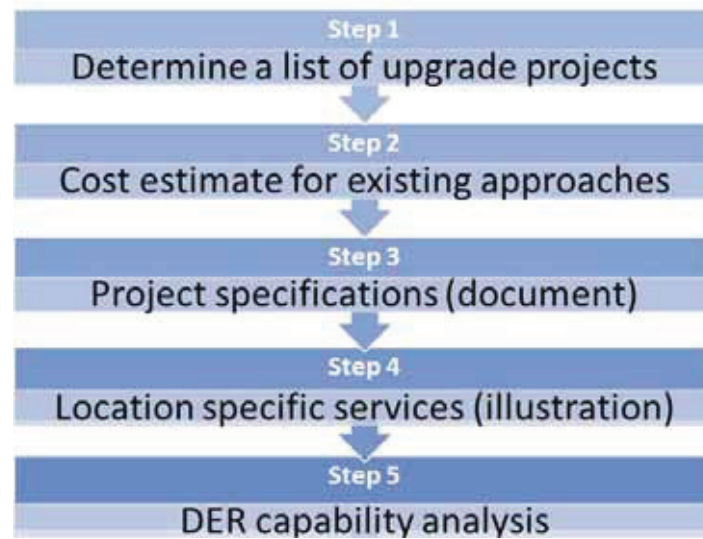 Step 1
Determine a list of upgrade projects
Step 2
Cost estimate for existing approaches
Step 3
Project specifications (document)
Step 4
Location specific services (illustration)
Step 5
DER capability analysis